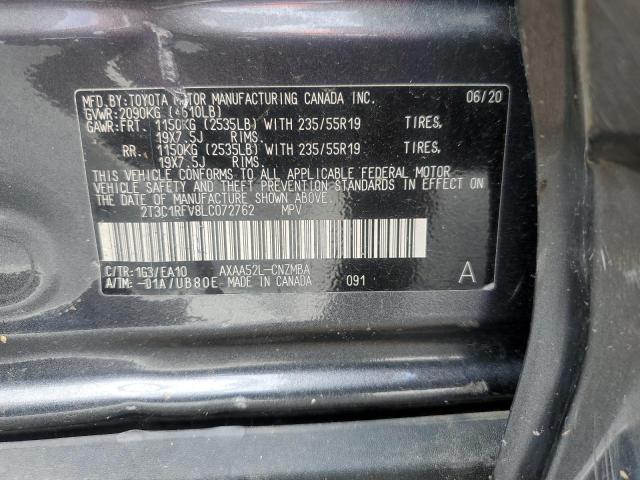 MFD.BY:TOYOTA MOTOR MANUFACTURING CANADA INC. 06/20
GVWR:2090KG (4610LB)
GAWR:FRT. 1150KG (2535LB) WITH 235/55R19 TIRES,
19X7.5J RIMS.
RR. 1150KG (2535LB) WITH 235/55R19 TIRES,
19X7.5J RIMS.
THIS VEHICLE CONFORMS TO ALL APPLICABLE FEDERAL MOTOR
VEHICLE SAFETY AND THEFT PREVENTION STANDARDS IN EFFECT ON
THE DATE OF MANUFACTURE SHOWN ABOVE.
2T3C1RFV8LC072762 MPV
C/TR: 1G3/EA10 AXAA52L-CNZMBA
A/TM: -01A/UB80E MADE IN CANADA 091 A